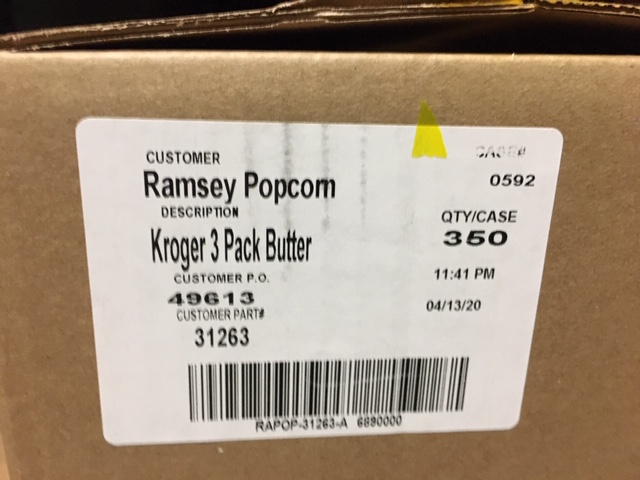 CUSTOMER
Ramsey Popcorn
DESCRIPTION
Kroger 3 Pack Butter
CUSTOMER P.O.
49613
CUSTOMER PART#
31263
CASE#
0592
QTY/CASE
350
11:41 PM
04/13/20
RAPOP-31263-A 6890000